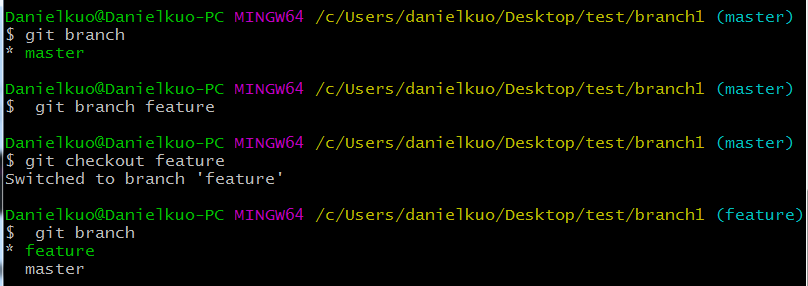 Danielkuo@Danielkuo-PC MINGW64 /c/Users/danielkuo/Desktop/test/branch1 (master)
$ git branch
* master
Danielkuo@Danielkuo-PC MINGW64 /c/Users/danielkuo/Desktop/test/branch1 (master)
$  git branch feature
Danielkuo@Danielkuo-PC MINGW64 /c/Users/danielkuo/Desktop/test/branch1 (master)
$ git checkout feature
Switched to branch 'feature'
Danielkuo@Danielkuo-PC MINGW64 /c/Users/danielkuo/Desktop/test/branch1 (feature)
$  git branch
* feature
  master